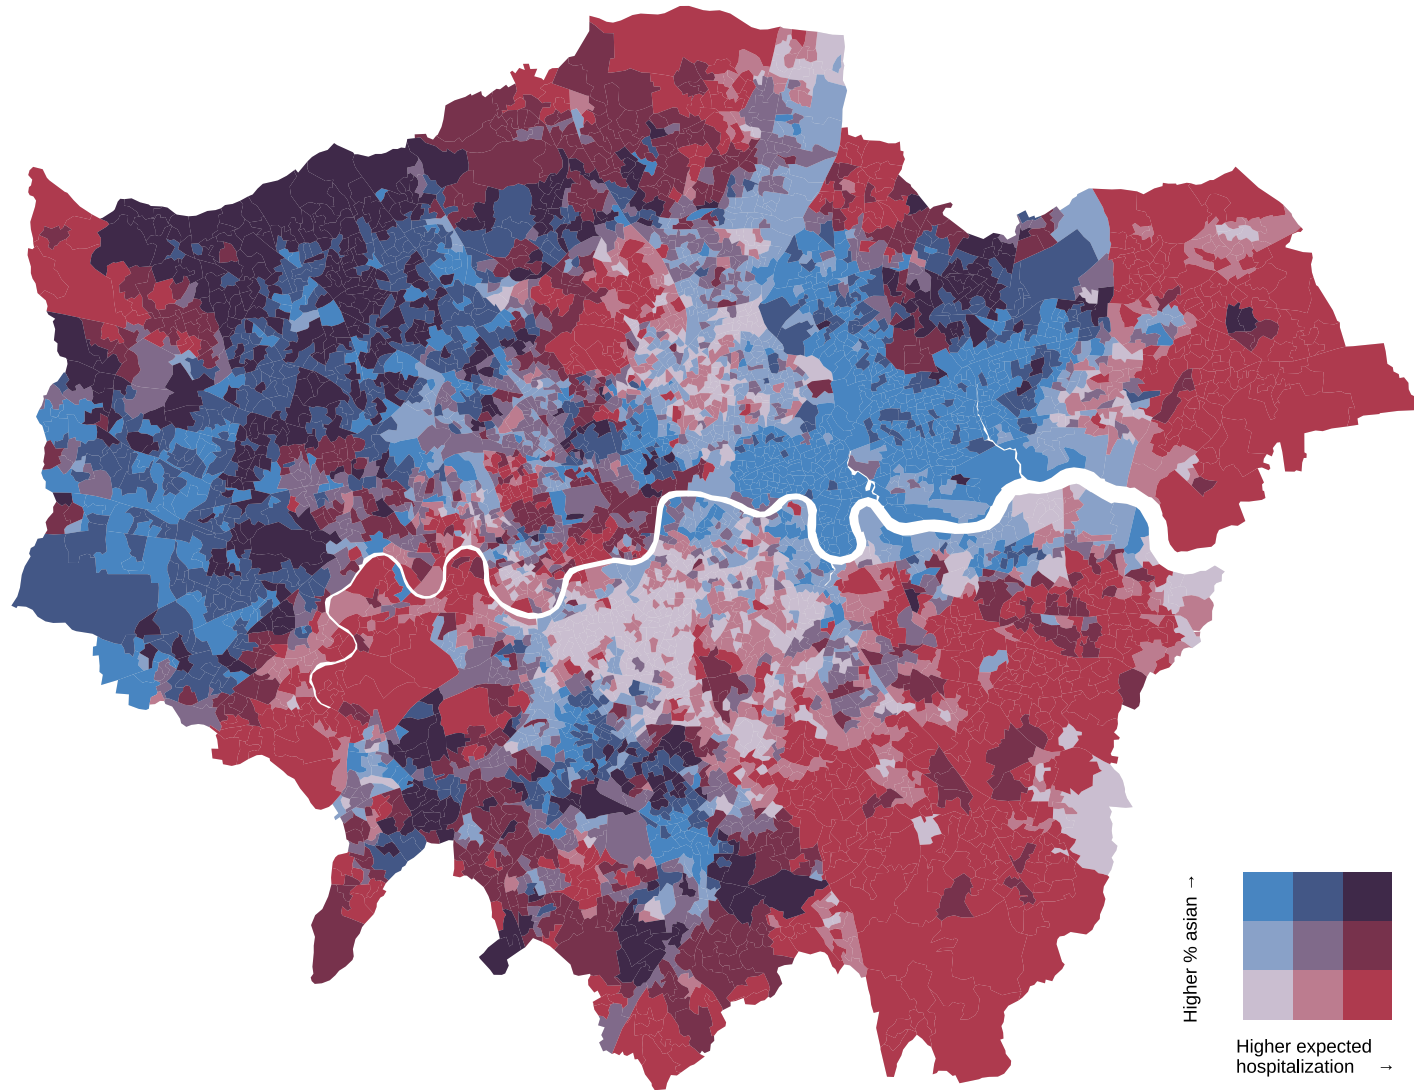 Higher % asian →
Higher expected
hospitalization →